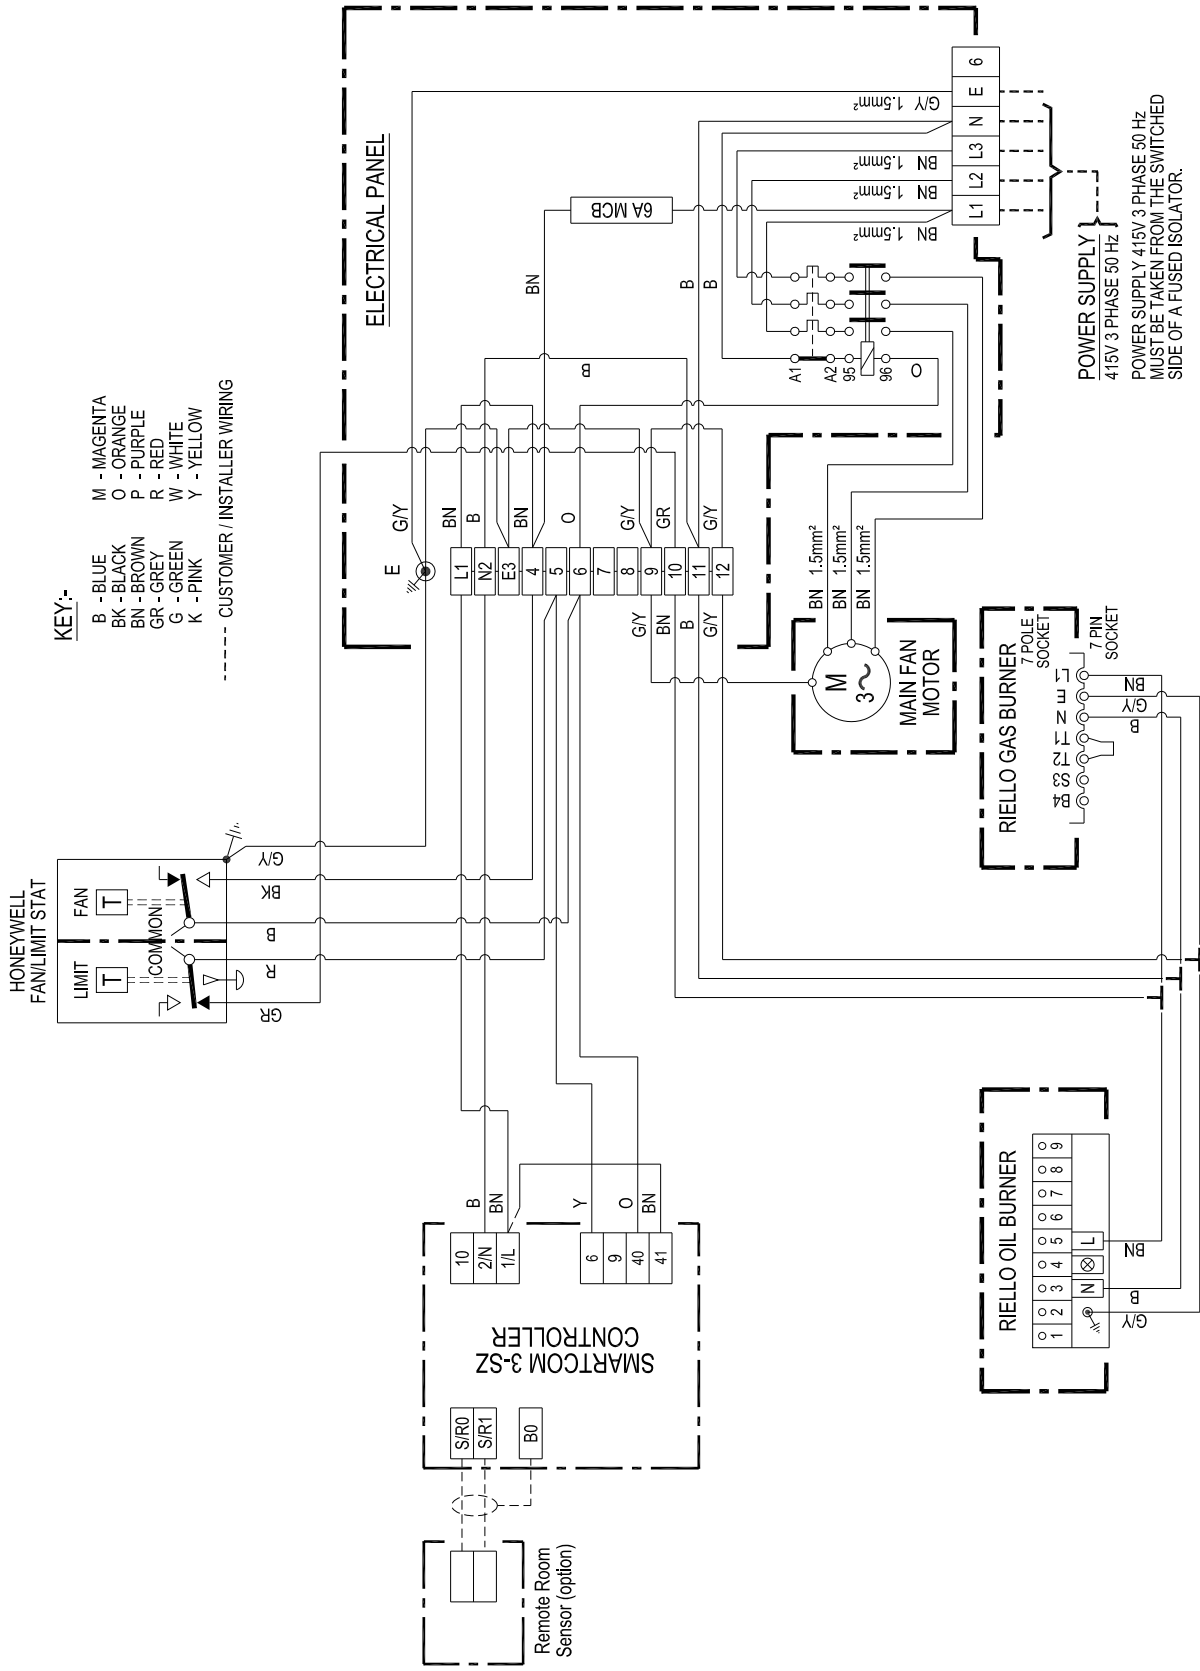 KEY:-
B - BLUE
BK - BLACK
BN - BROWN
GR - GREY
G - GREEN
K - PINK
M - MAGENTA
O - ORANGE
P - PURPLE
R - RED
W - WHITE
Y - YELLOW
---- CUSTOMER / INSTALLER WIRING
HONEYWELL
FAN/LIMIT STAT
LIMIT
FAN
T
T
COMMON
GR
R
B
BK
G/Y
ELECTRICAL PANEL
E
G/Y
BN
B
BN
O
G/Y
GR
B
G/Y
L1
N2
E3
4
5
6
7
8
9
10
11
12
G/Y
BN
B
G/Y
BN
B
B
B
6A MCB
A1
A2
95
96
O
G/Y 1.5mm²
BN 1.5mm²
BN 1.5mm²
BN 1.5mm²
L1
L2
L3
N
E
6
POWER SUPPLY
415V 3 PHASE 50 Hz
POWER SUPPLY 415V 3 PHASE 50 Hz
MUST BE TAKEN FROM THE SWITCHED
SIDE OF A FUSED ISOLATOR.
BN 1.5mm²
BN 1.5mm²
BN 1.5mm²
M
3
MAIN FAN
MOTOR
RIELLO GAS BURNER
7 POLE
SOCKET
7 PIN
SOCKET
B4
S3
T2
T1
N
E
L1
B
G/Y
BN
RIELLO OIL BURNER
1
2
3
4
5
6
7
8
9
N
L
G/Y
B
BN
SMARTCOM 3-SZ
CONTROLLER
10
2/N
1/L
6
9
40
41
B
BN
Y
O
BN
S/R0
S/R1
B0
Remote Room
Sensor (option)